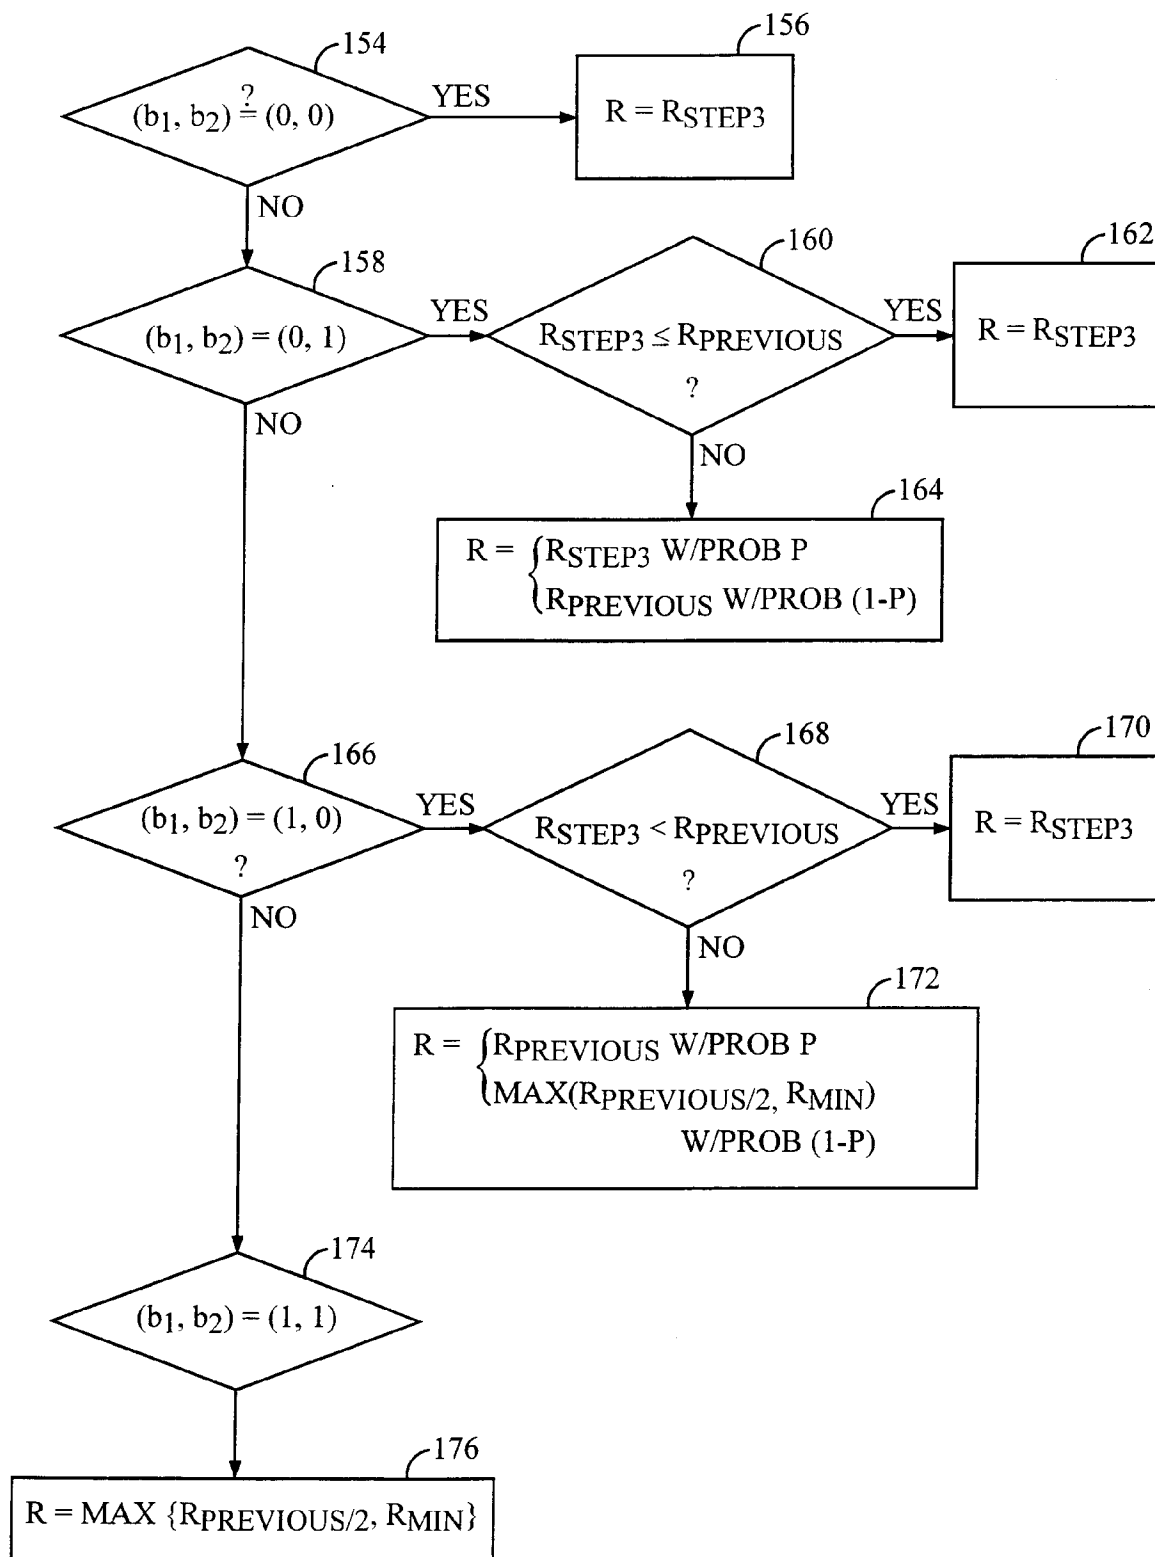 154
?
(b1, b2) = (0, 0)
YES
156
R = RSTEP3
NO
158
(b1, b2) = (0, 1)
YES
160
RSTEP3 ≤ RPREVIOUS
?
YES
162
R = RSTEP3
NO
NO
164
R = { RSTEP3 W/PROB P
RPREVIOUS W/PROB (1-P)
166
(b1, b2) = (1, 0)
?
YES
168
RSTEP3 < RPREVIOUS
?
YES
170
R = RSTEP3
NO
NO
172
R = { RPREVIOUS W/PROB P
MAX(RPREVIOUS/2, RMIN)
W/PROB (1-P)
174
(b1, b2) = (1, 1)
176
R = MAX {RPREVIOUS/2, RMIN}